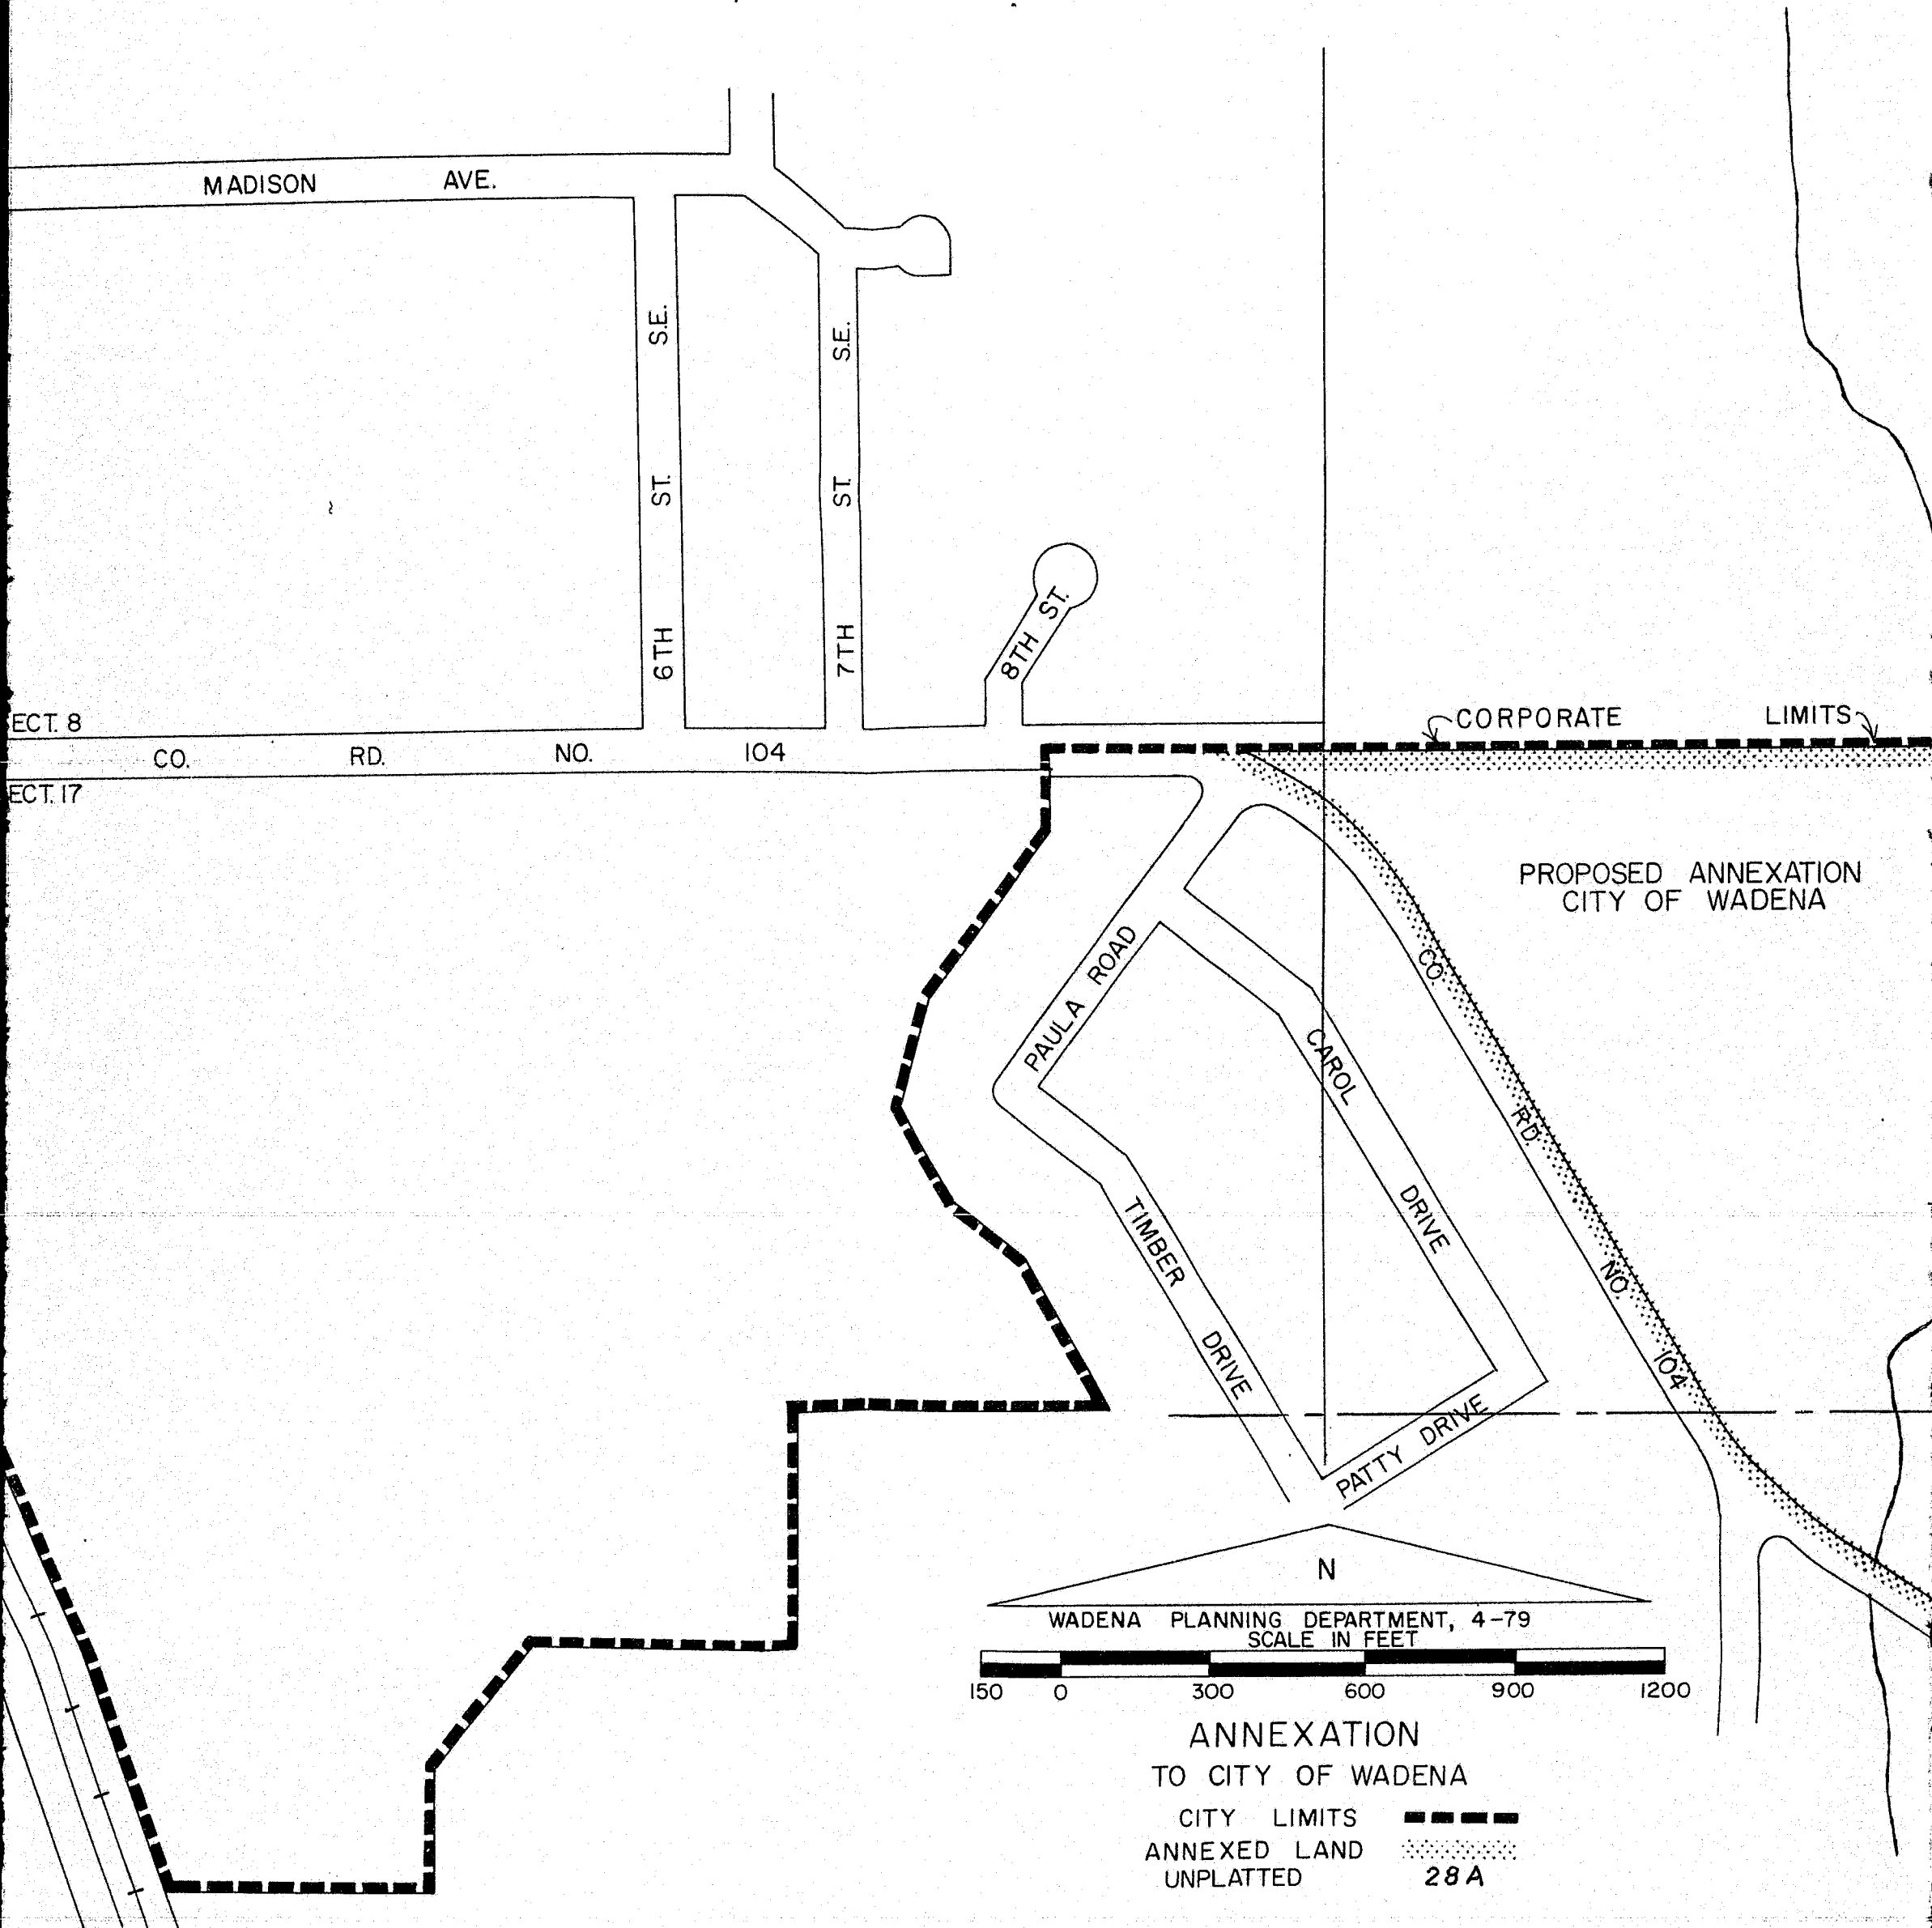 MADISON AVE.
6TH ST. S.E.
7TH ST. S.E.
8TH ST.
ECT. 8
CO. RD. NO. 104
ECT. 17
CORPORATE LIMITS
PROPOSED ANNEXATION
CITY OF WADENA
PAULA ROAD
CAROL DRIVE
TIMBER DRIVE
PATTY DRIVE
CO. RD. NO. 104
N
WADENA PLANNING DEPARTMENT, 4-79
SCALE IN FEET
150 0 300 600 900 1200
ANNEXATION
TO CITY OF WADENA
CITY LIMITS
ANNEXED LAND
UNPLATTED 28A